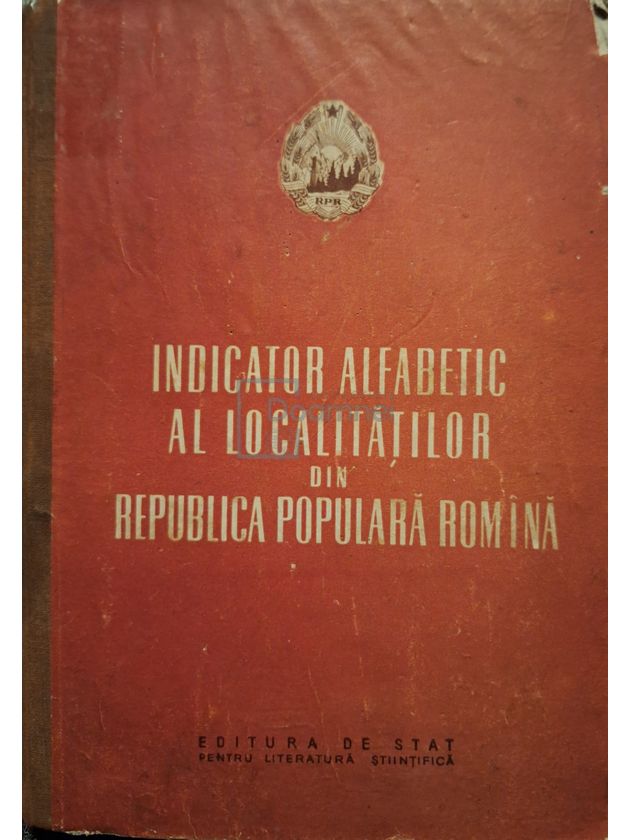 RPR
INDICATOR ALFABETIC
AL LOCALITĂȚILOR
DIN
REPUBLICA POPULARĂ ROMÎNĂ
EDITURA DE STAT
PENTRU LITERATURĂ ȘTIINȚIFICĂ